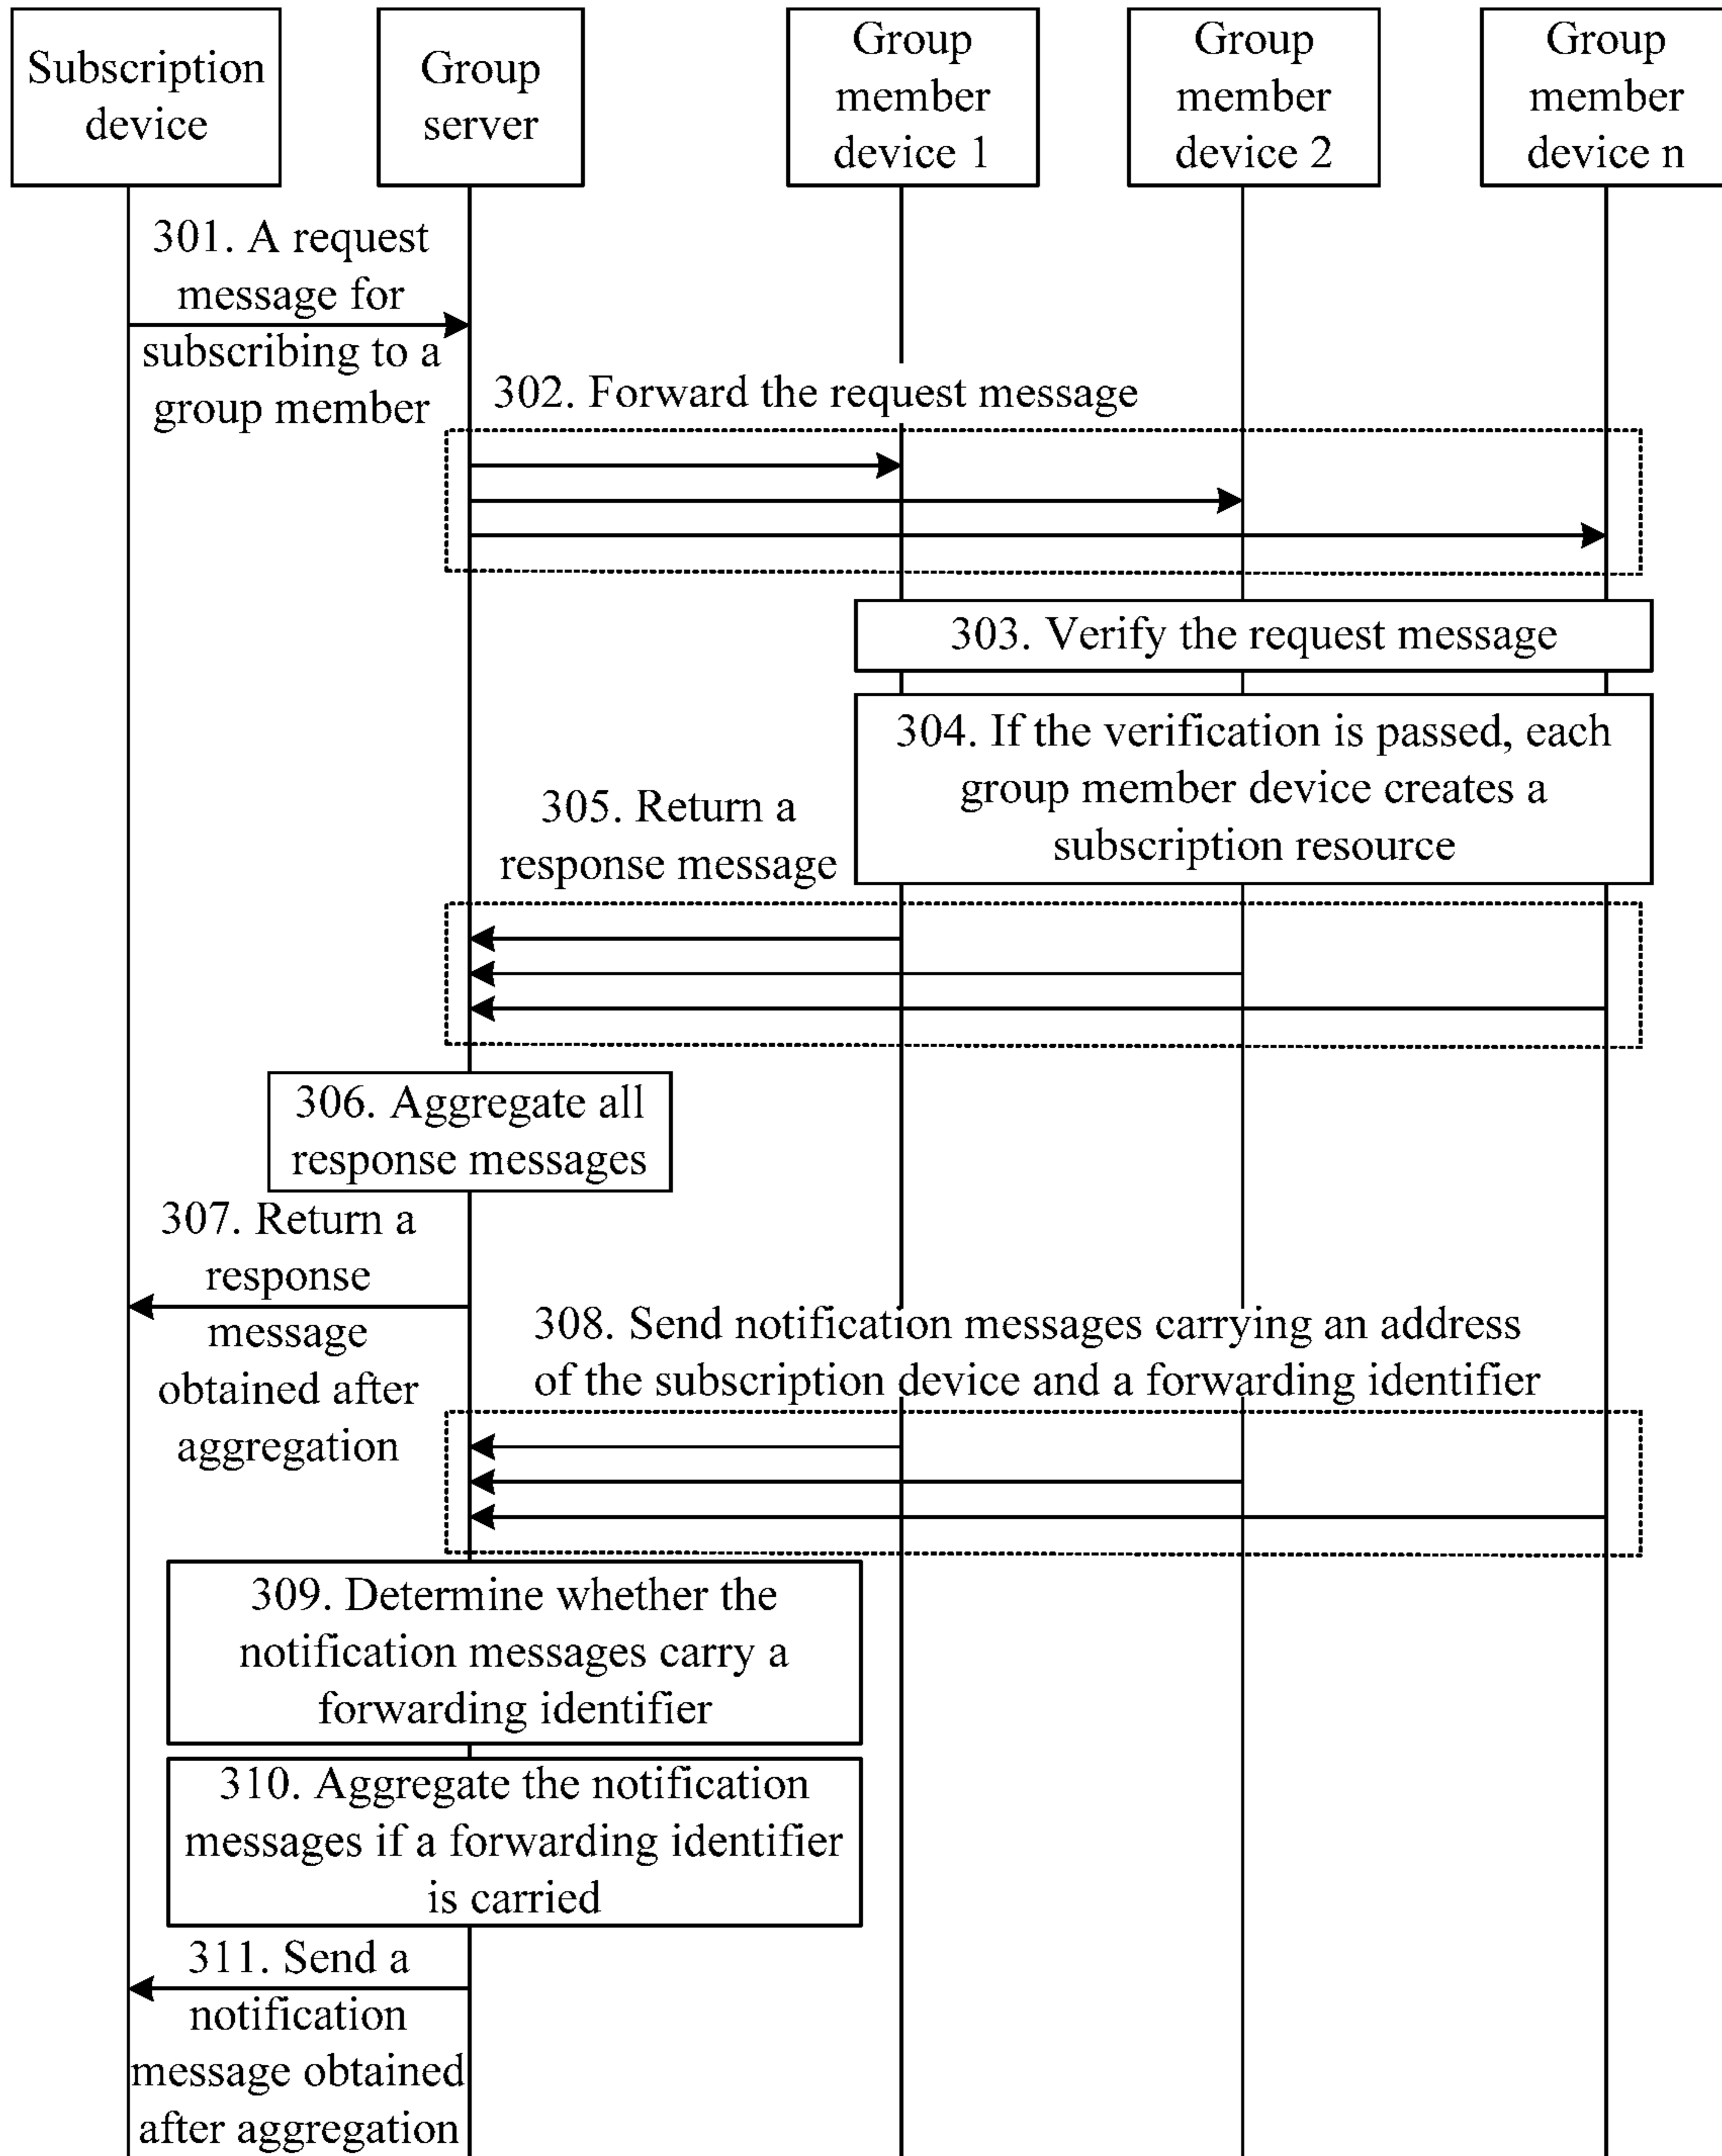 Subscription
device
Group
server
Group
member
device 1
Group
member
device 2
Group
member
device n
301. A request
message for
subscribing to a
group member
302. Forward the request message
303. Verify the request message
304. If the verification is passed, each
group member device creates a
subscription resource
305. Return a
response message
306. Aggregate all
response messages
307. Return a
response
message
obtained after
aggregation
308. Send notification messages carrying an address
of the subscription device and a forwarding identifier
309. Determine whether the
notification messages carry a
forwarding identifier
310. Aggregate the notification
messages if a forwarding identifier
is carried
311. Send a
notification
message obtained
after aggregation